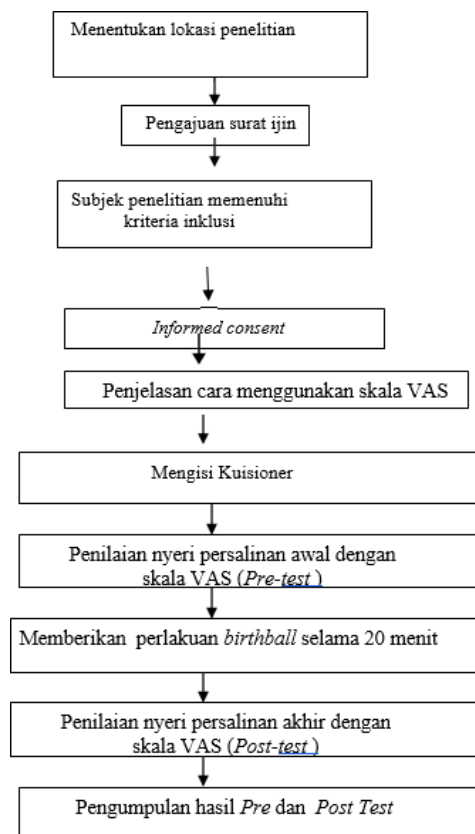 Menentukan lokasi penelitian
Pengajuan surat ijin
Subjek penelitian memenuhi
kriteria inklusi
Informed consent
Penjelasan cara menggunakan skala VAS
Mengisi Kuisioner
Penilaian nyeri persalinan awal dengan
skala VAS (Pre-test )
Memberikan perlakuan birthball selama 20 menit
Penilaian nyeri persalinan akhir dengan
skala VAS (Post-test )
Pengumpulan hasil Pre dan Post Test